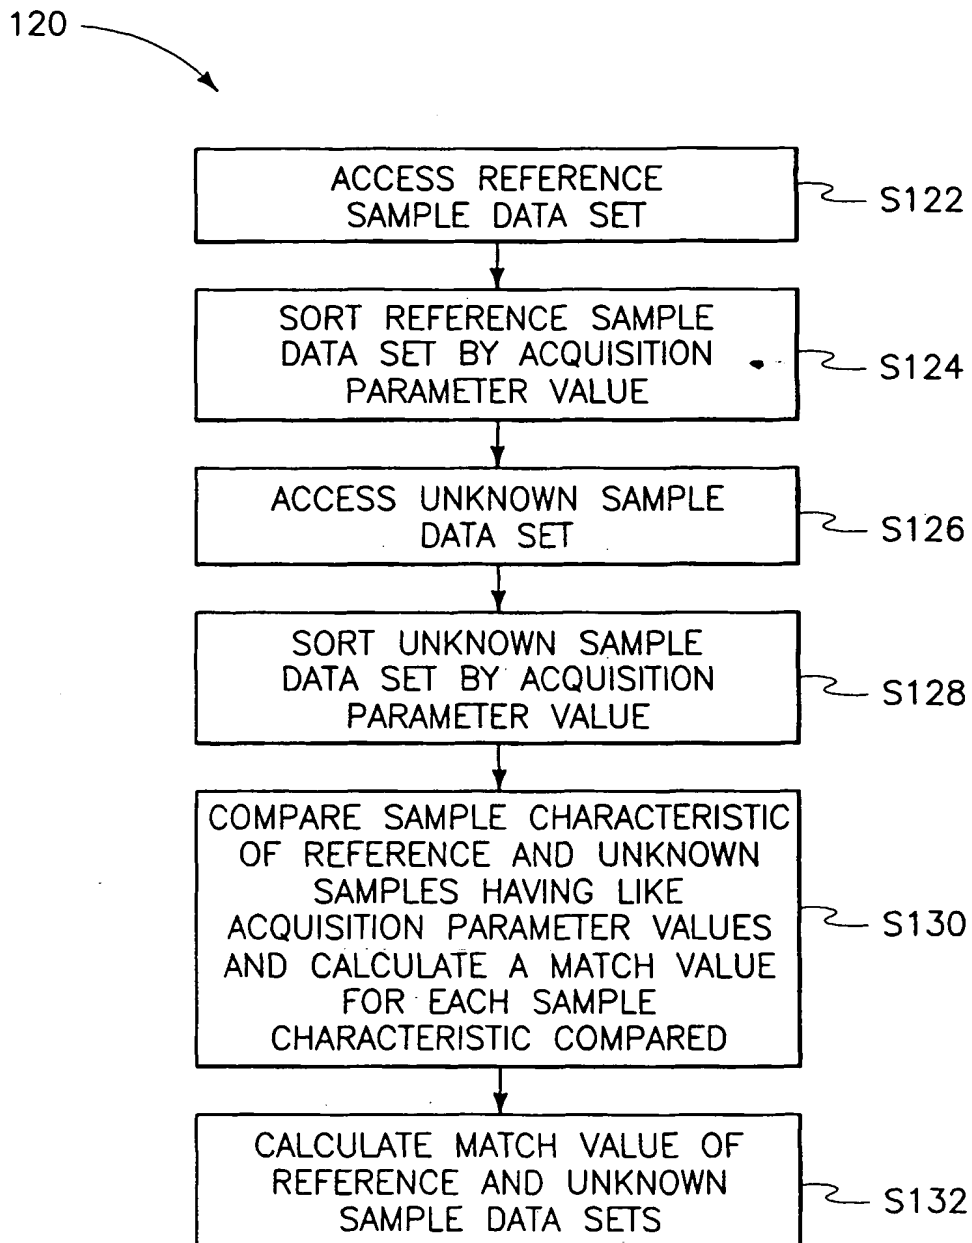 120
ACCESS REFERENCE
SAMPLE DATA SET
S122
SORT REFERENCE SAMPLE
DATA SET BY ACQUISITION
PARAMETER VALUE
S124
ACCESS UNKNOWN SAMPLE
DATA SET
S126
SORT UNKNOWN SAMPLE
DATA SET BY ACQUISITION
PARAMETER VALUE
S128
COMPARE SAMPLE CHARACTERISTIC
OF REFERENCE AND UNKNOWN
SAMPLES HAVING LIKE
ACQUISITION PARAMETER VALUES
AND CALCULATE A MATCH VALUE
FOR EACH SAMPLE
CHARACTERISTIC COMPARED
S130
CALCULATE MATCH VALUE OF
REFERENCE AND UNKNOWN
SAMPLE DATA SETS
S132